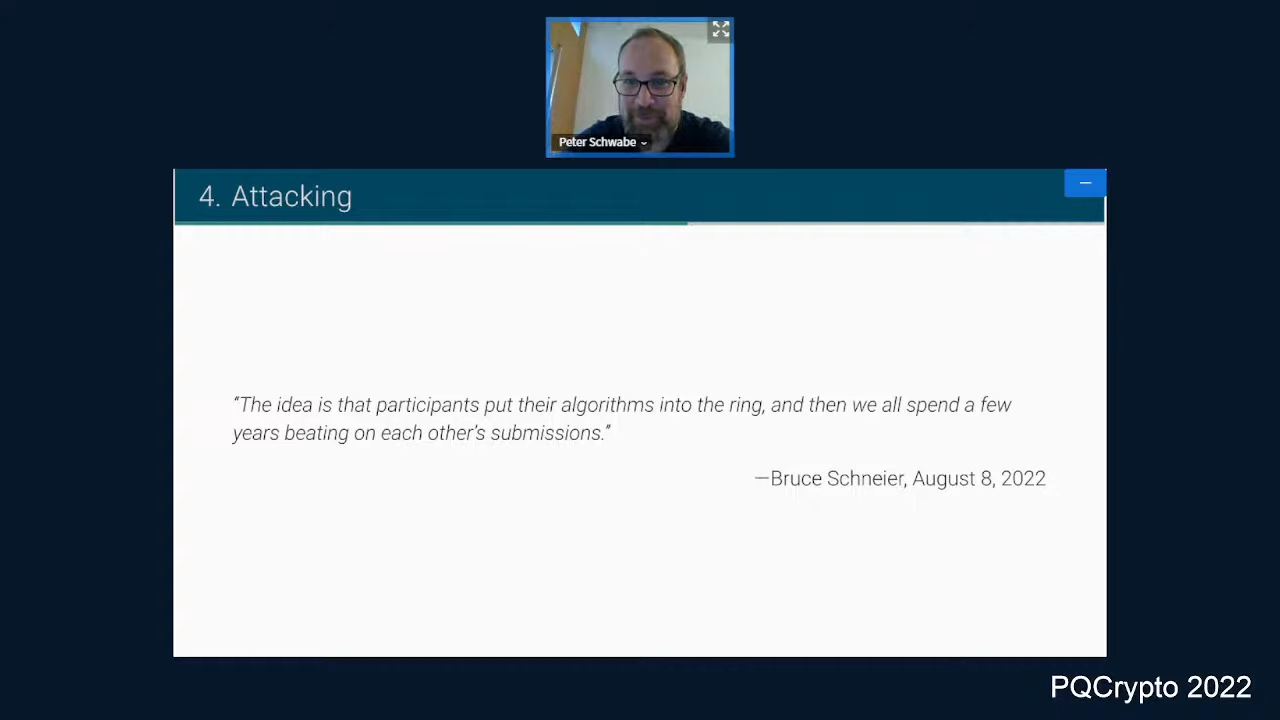 Peter Schwabe
4. Attacking
“The idea is that participants put their algorithms into the ring, and then we all spend a few
years beating on each other’s submissions.”
—Bruce Schneier, August 8, 2022
PQCrypto 2022